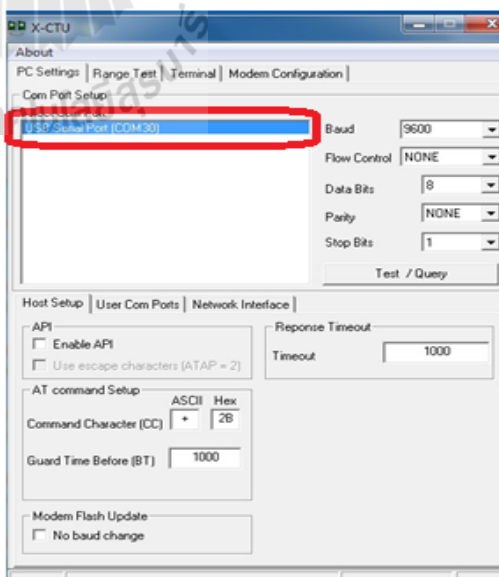 X-CTU
About
PC Settings Range Test Terminal Modem Configuration
Com Port Setup
USB Serial Port (COM30)
Baud 9600
Flow Control NONE
Data Bits 8
Parity NONE
Stop Bits 1
Test / Query
Host Setup User Com Ports Network Interface
API
Enable API
Use escape characters (ATAP = 2)
Reponse Timeout
Timeout 1000
AT command Setup
ASCII Hex
Command Character (CC) + 2B
Guard Time Before (BT) 1000
Modem Flash Update
No baud change